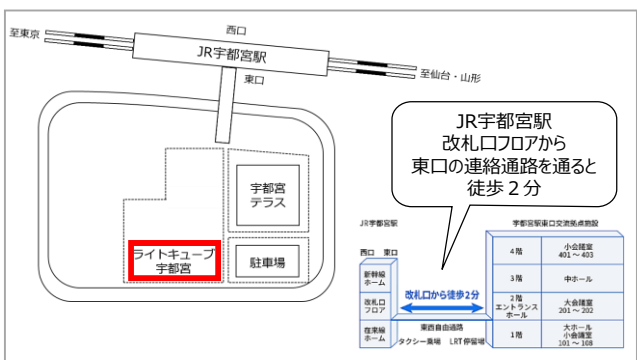 西口
至東京
JR宇都宮駅
至仙台・山形
東口
JR宇都宮駅
改札口フロアから
東口の連絡通路を通ると
徒歩2分
宇都宮
テラス
ライトキューブ
宇都宮
駐車場
JR宇都宮駅
宇都宮駅東口交流拠点施設
西口 東口
新幹線
ホーム
改札口
フロア
在来線
ホーム
改札口から徒歩2分
東西自由通路
タクシー乗場 LRT停留場
4階
小会議室
401～403
3階
中ホール
2階
エントランス
ホール
大会議室
201～202
1階
大ホール
小会議室
101～108